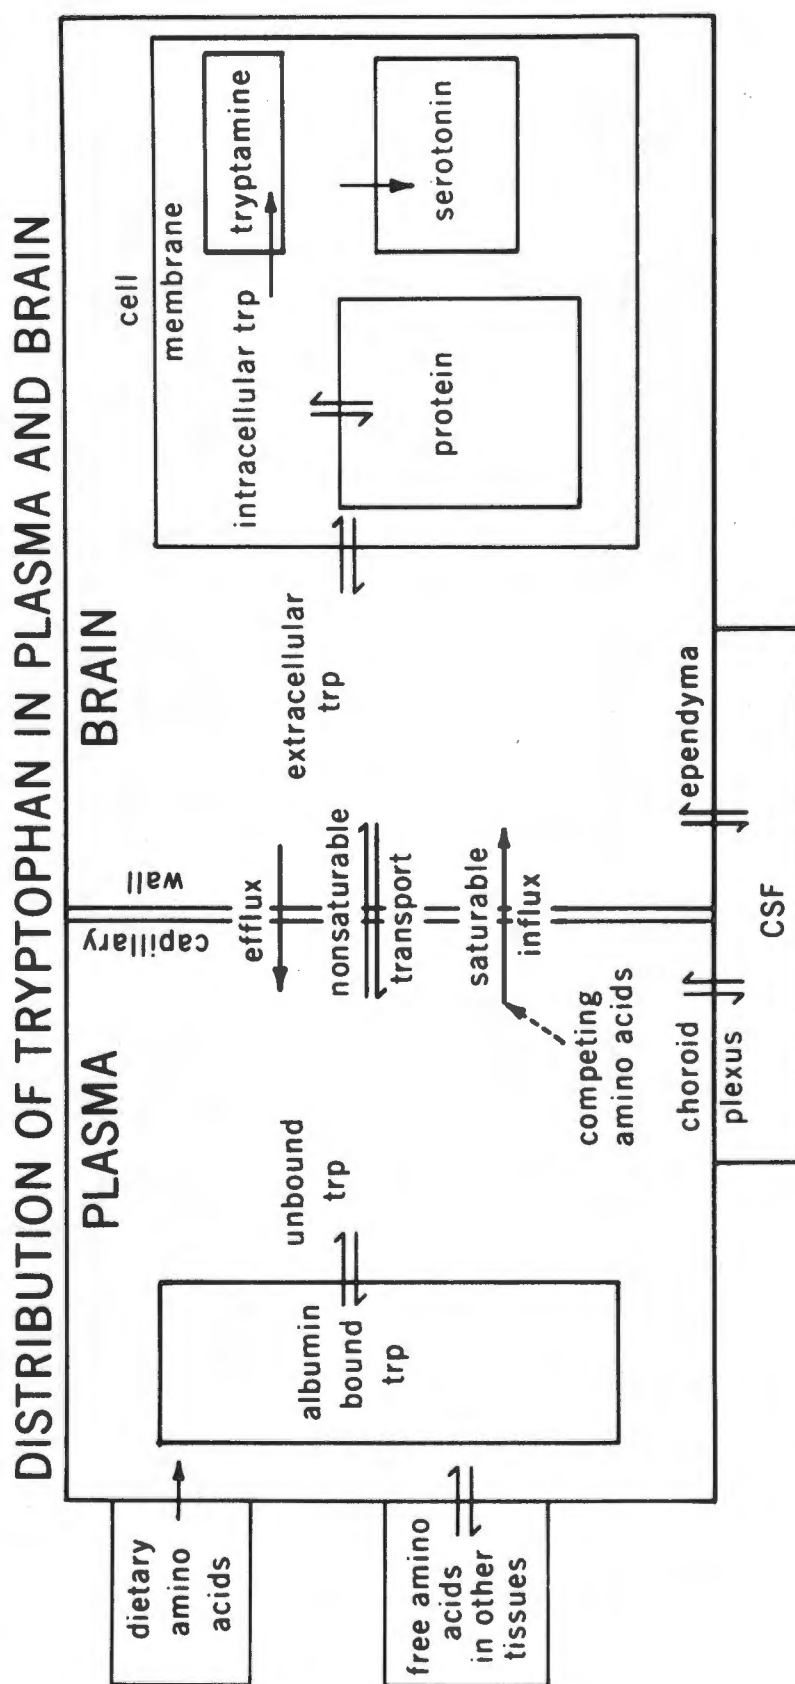 DISTRIBUTION OF TRYPTOPHAN IN PLASMA AND BRAIN
PLASMA
BRAIN
capillary
wall
cell
membrane
dietary
amino
acids
free amino
acids
in other
tissues
albumin
bound
trp
unbound
trp
efflux
nonsaturable
transport
saturable
influx
competing
amino acids
extracellular
trp
intracellular trp
tryptamine
protein
serotonin
choroid
plexus
ependyma
CSF